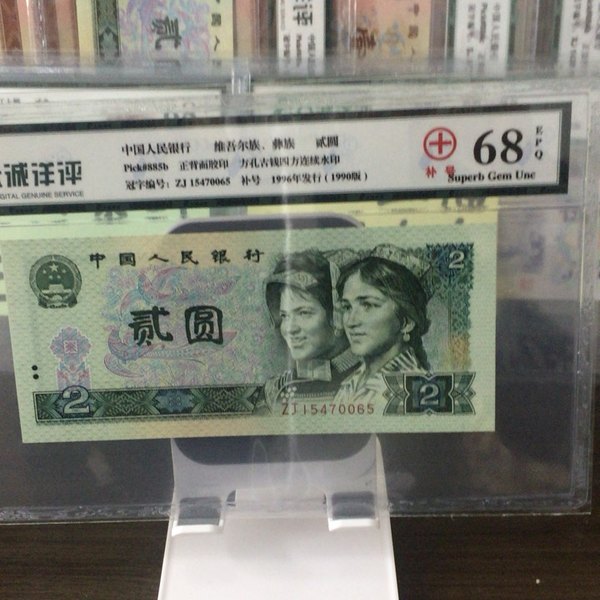 中国人民银行 维吾尔族、彝族 贰圆
Pick#885b 正背面胶印 方孔古钱四方连续水印
冠字编号: ZJ 15470065 补号 1996年发行(1990版)
诚详评
DIGITAL GENUINE SERVICE
补号
68
EPQ
Superb Gem Unc
中国人民银行
贰圆
2
2
2
ZJ15470065